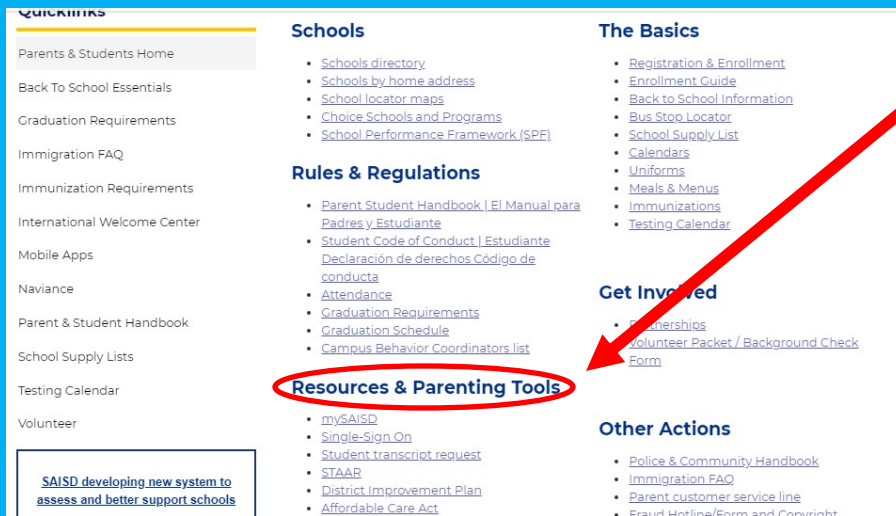 Quicklinks
Parents & Students Home
Back To School Essentials
Graduation Requirements
Immigration FAQ
Immunization Requirements
International Welcome Center
Mobile Apps
Naviance
Parent & Student Handbook
School Supply Lists
Testing Calendar
Volunteer
SAISD developing new system to
assess and better support schools
Schools
Schools directory
Schools by home address
School locator maps
Choice Schools and Programs
School Performance Framework (SPF)
Rules & Regulations
Parent Student Handbook | El Manual para
Padres y Estudiante
Student Code of Conduct | Estudiante
Declaración de derechos Código de
conducta
Attendance
Graduation Requirements
Graduation Schedule
Campus Behavior Coordinators list
Resources & Parenting Tools
mySAISD
Single-Sign On
Student transcript request
STAAR
District Improvement Plan
Affordable Care Act
The Basics
Registration & Enrollment
Enrollment Guide
Back to School Information
Bus Stop Locator
School Supply List
Calendars
Uniforms
Meals & Menus
Immunizations
Testing Calendar
Get Involved
Partnerships
Volunteer Packet / Background Check
Form
Other Actions
Police & Community Handbook
Immigration FAQ
Parent customer service line
Fraud Hotline/Form and Copyright